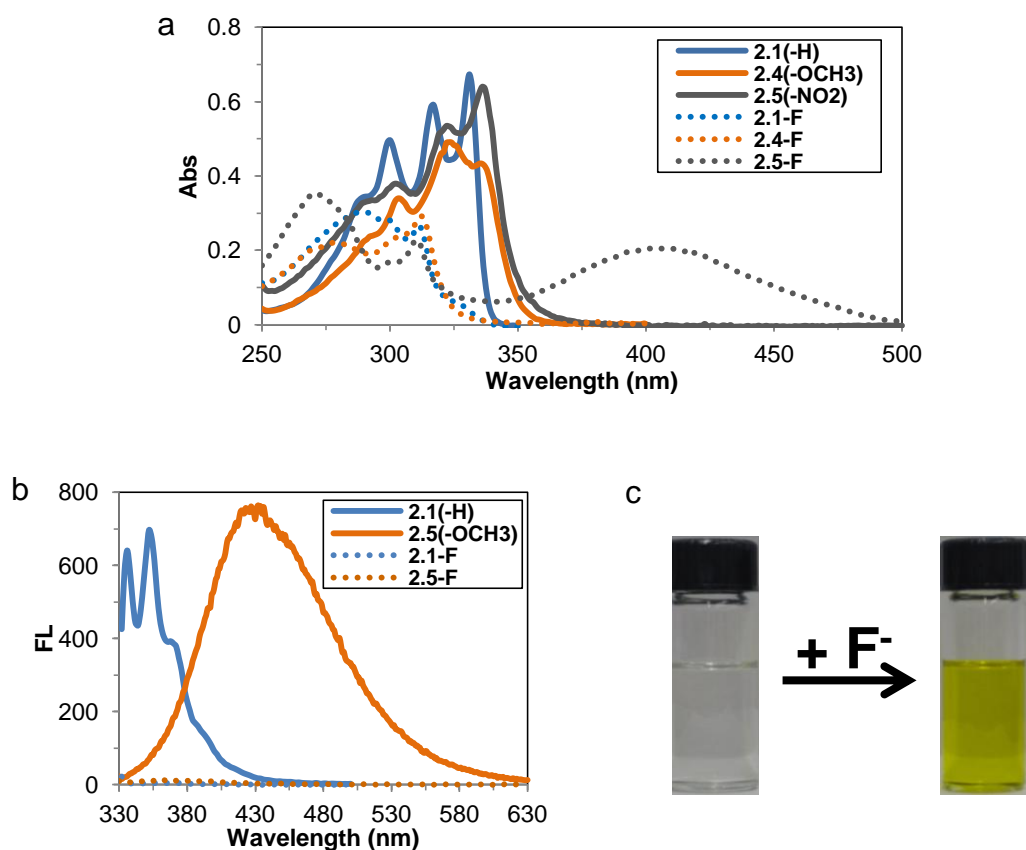 a
0.8
0.6
0.4
0.2
0
Abs
2.1(-H)
2.4(-OCH3)
2.5(-NO2)
2.1-F
2.4-F
2.5-F
250 300 350 400 450 500
Wavelength (nm)
b
800
600
400
200
0
FL
2.1(-H)
2.5(-OCH3)
2.1-F
2.5-F
330 380 430 480 530 580 630
Wavelength (nm)
c
+ F-